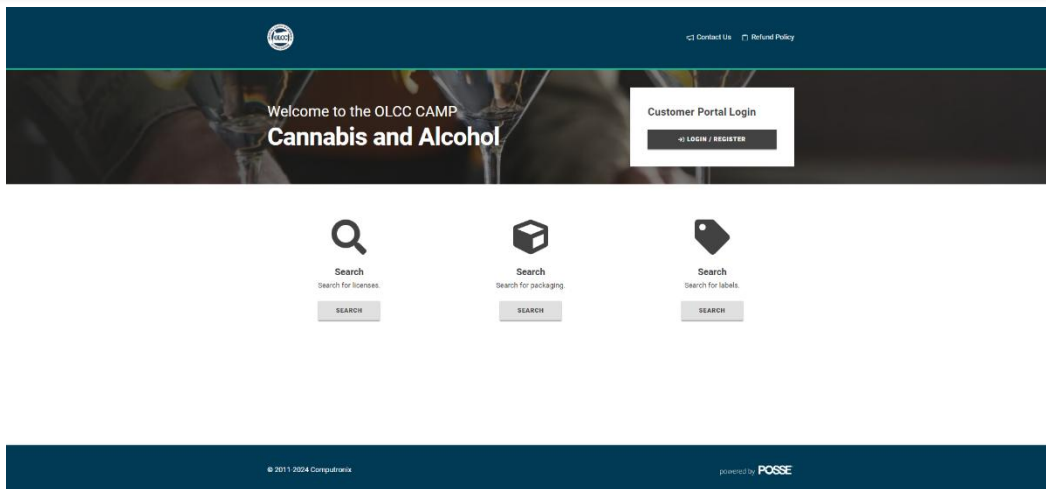 OLCC
Contact Us
Refund Policy
Welcome to the OLCC CAMP
Cannabis and Alcohol
Customer Portal Login
LOGIN / REGISTER
Search
Search for licenses.
SEARCH
Search
Search for packaging.
SEARCH
Search
Search for labels.
SEARCH
© 2011-2024 Computronix
powered by POSSE